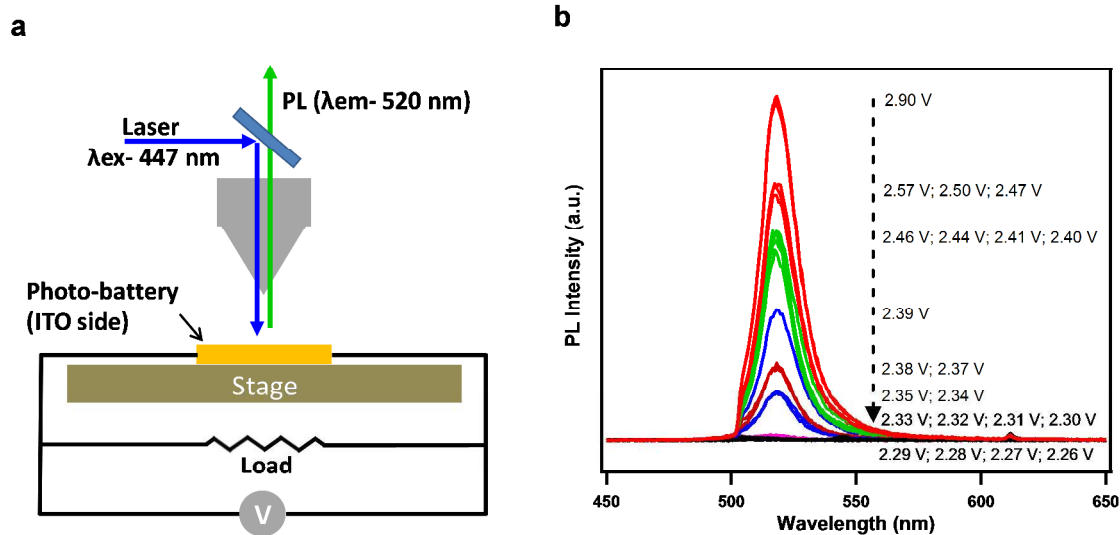 a
PL (λem- 520 nm)
Laser
λex- 447 nm
Photo-battery
(ITO side)
Stage
Load
V
b
PL Intensity (a.u.)
2.90 V
2.57 V; 2.50 V; 2.47 V
2.46 V; 2.44 V; 2.41 V; 2.40 V
2.39 V
2.38 V; 2.37 V
2.35 V; 2.34 V
2.33 V; 2.32 V; 2.31 V; 2.30 V
2.29 V; 2.28 V; 2.27 V; 2.26 V
450 500 550 600 650
Wavelength (nm)